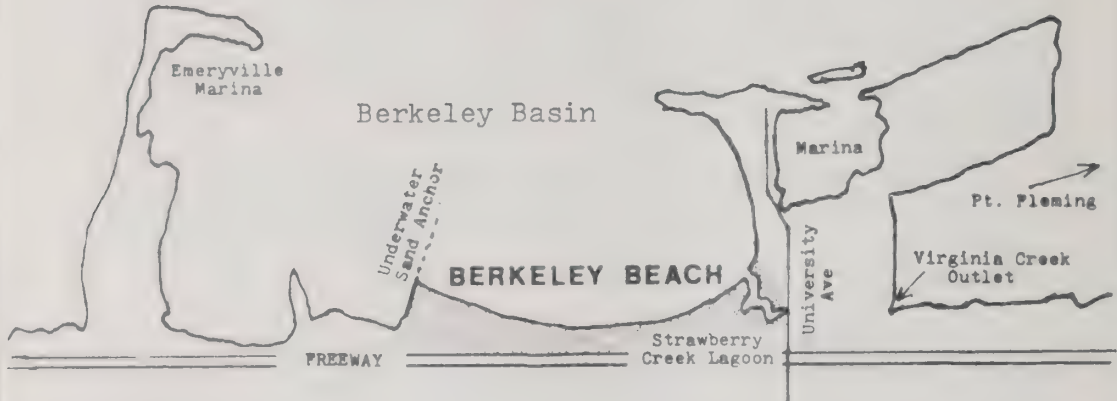 Emeryville
Marina
Berkeley Basin
Marina
Pt. Fleming
Underwater
Sand Anchor
BERKELEY BEACH
University
Ave
Virginia Creek
Outlet
Strawberry
Creek Lagoon
FREEWAY